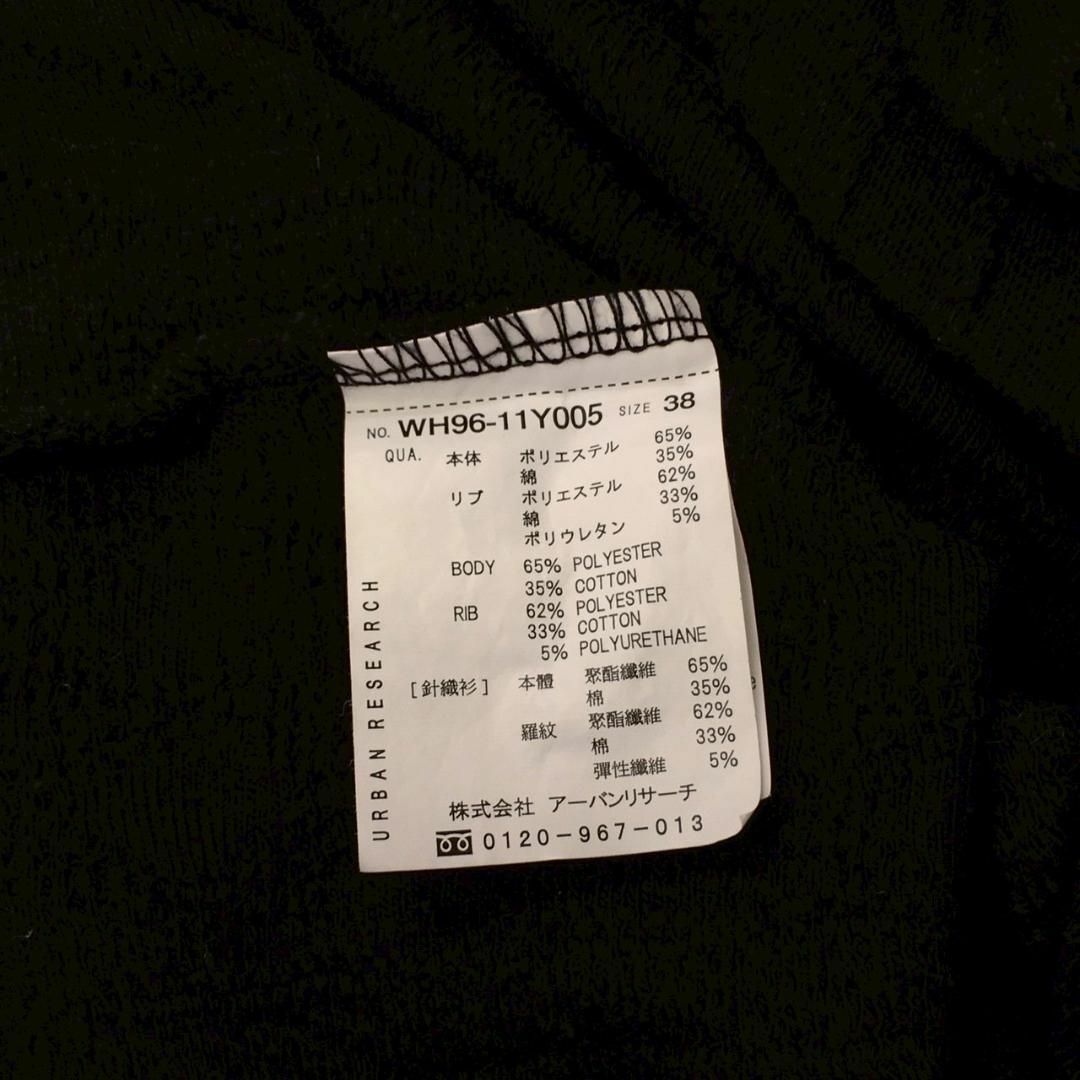 NO. WH96-11Y005 SIZE 38
QUA. 本体 ポリエステル 65%
綿 35%
リブ ポリエステル 62%
綿 33%
ポリウレタン 5%
BODY 65% POLYESTER
35% COTTON
RIB 62% POLYESTER
33% COTTON
5% POLYURETHANE
[針織衫] 本體 聚酯纖維 65%
棉 35%
羅紋 聚酯纖維 62%
棉 33%
彈性纖維 5%
株式会社 アーバンリサーチ
0120-967-013
URBAN RESEARCH
e